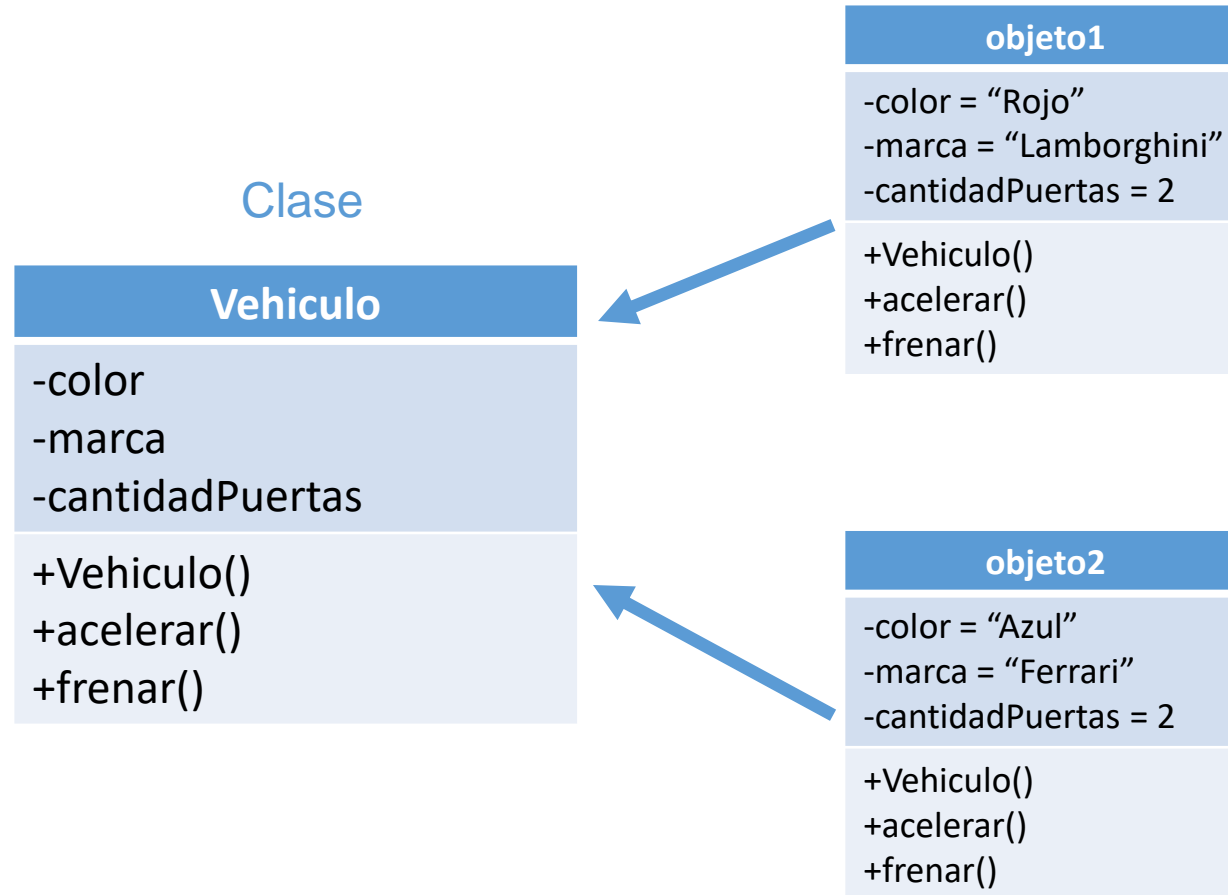 Clase
Vehiculo
-color
-marca
-cantidadPuertas
+Vehiculo()
+acelerar()
+frenar()
objeto1
-color = “Rojo”
-marca = “Lamborghini”
-cantidadPuertas = 2
+Vehiculo()
+acelerar()
+frenar()
objeto2
-color = “Azul”
-marca = “Ferrari”
-cantidadPuertas = 2
+Vehiculo()
+acelerar()
+frenar()